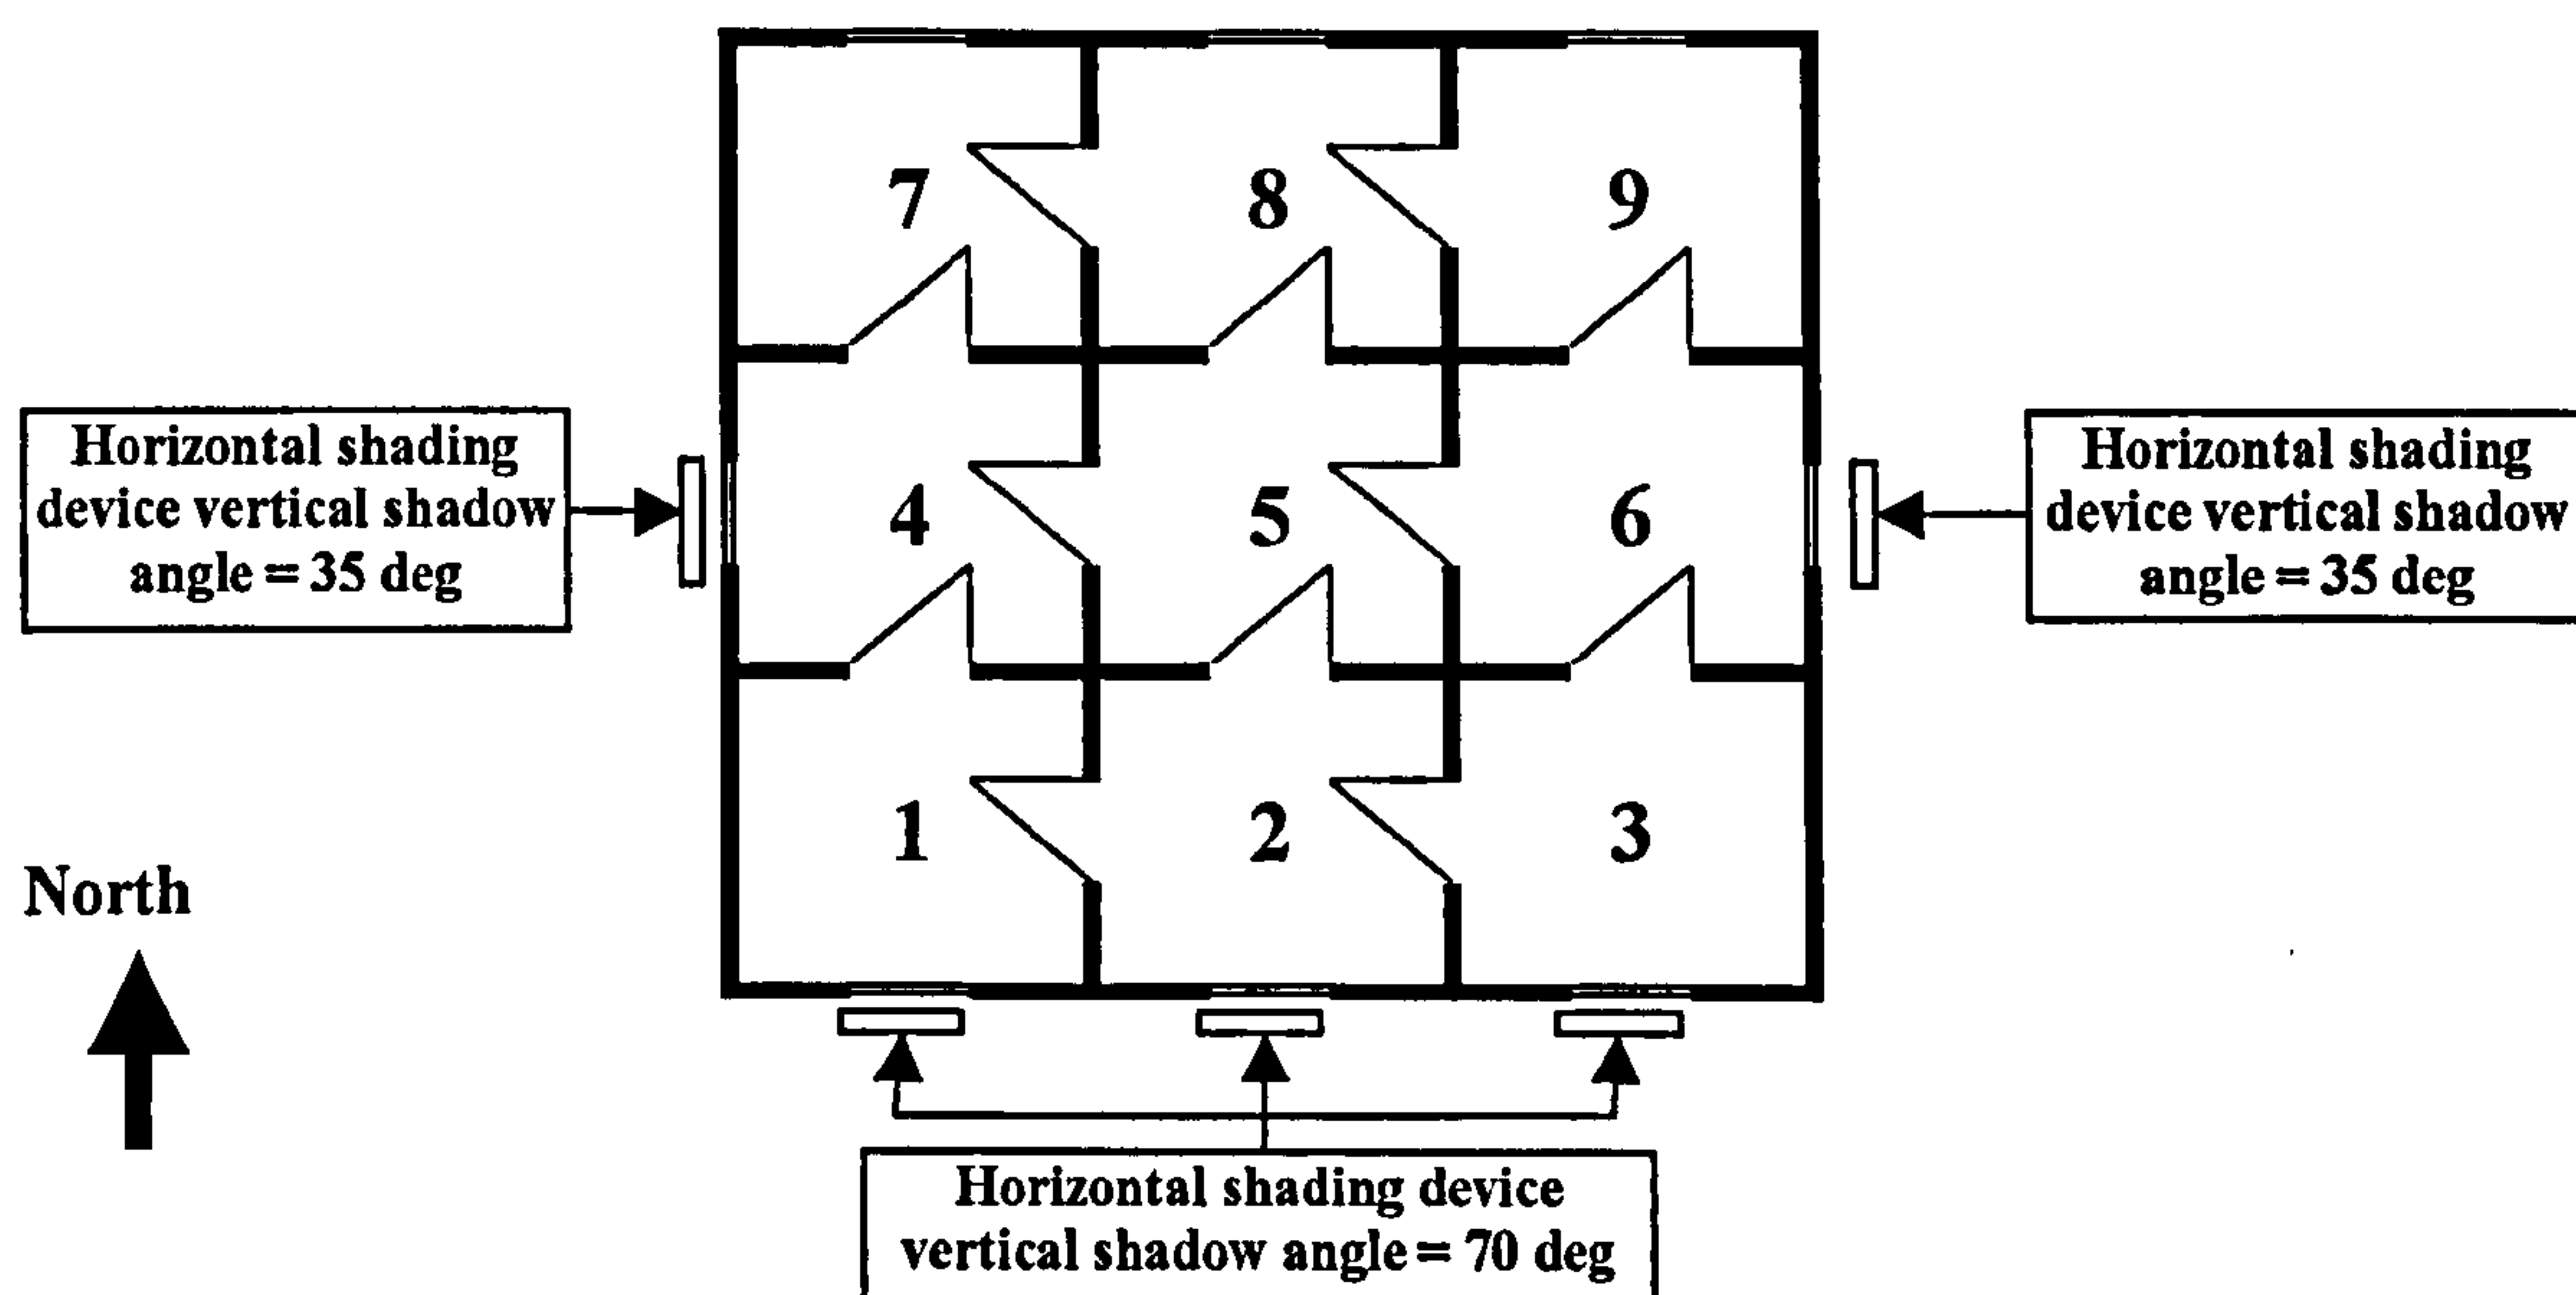 7
8
9
Horizontal shading
device vertical shadow
angle = 35 deg
4
5
6
Horizontal shading
device vertical shadow
angle = 35 deg
1
2
3
North
Horizontal shading device
vertical shadow angle = 70 deg